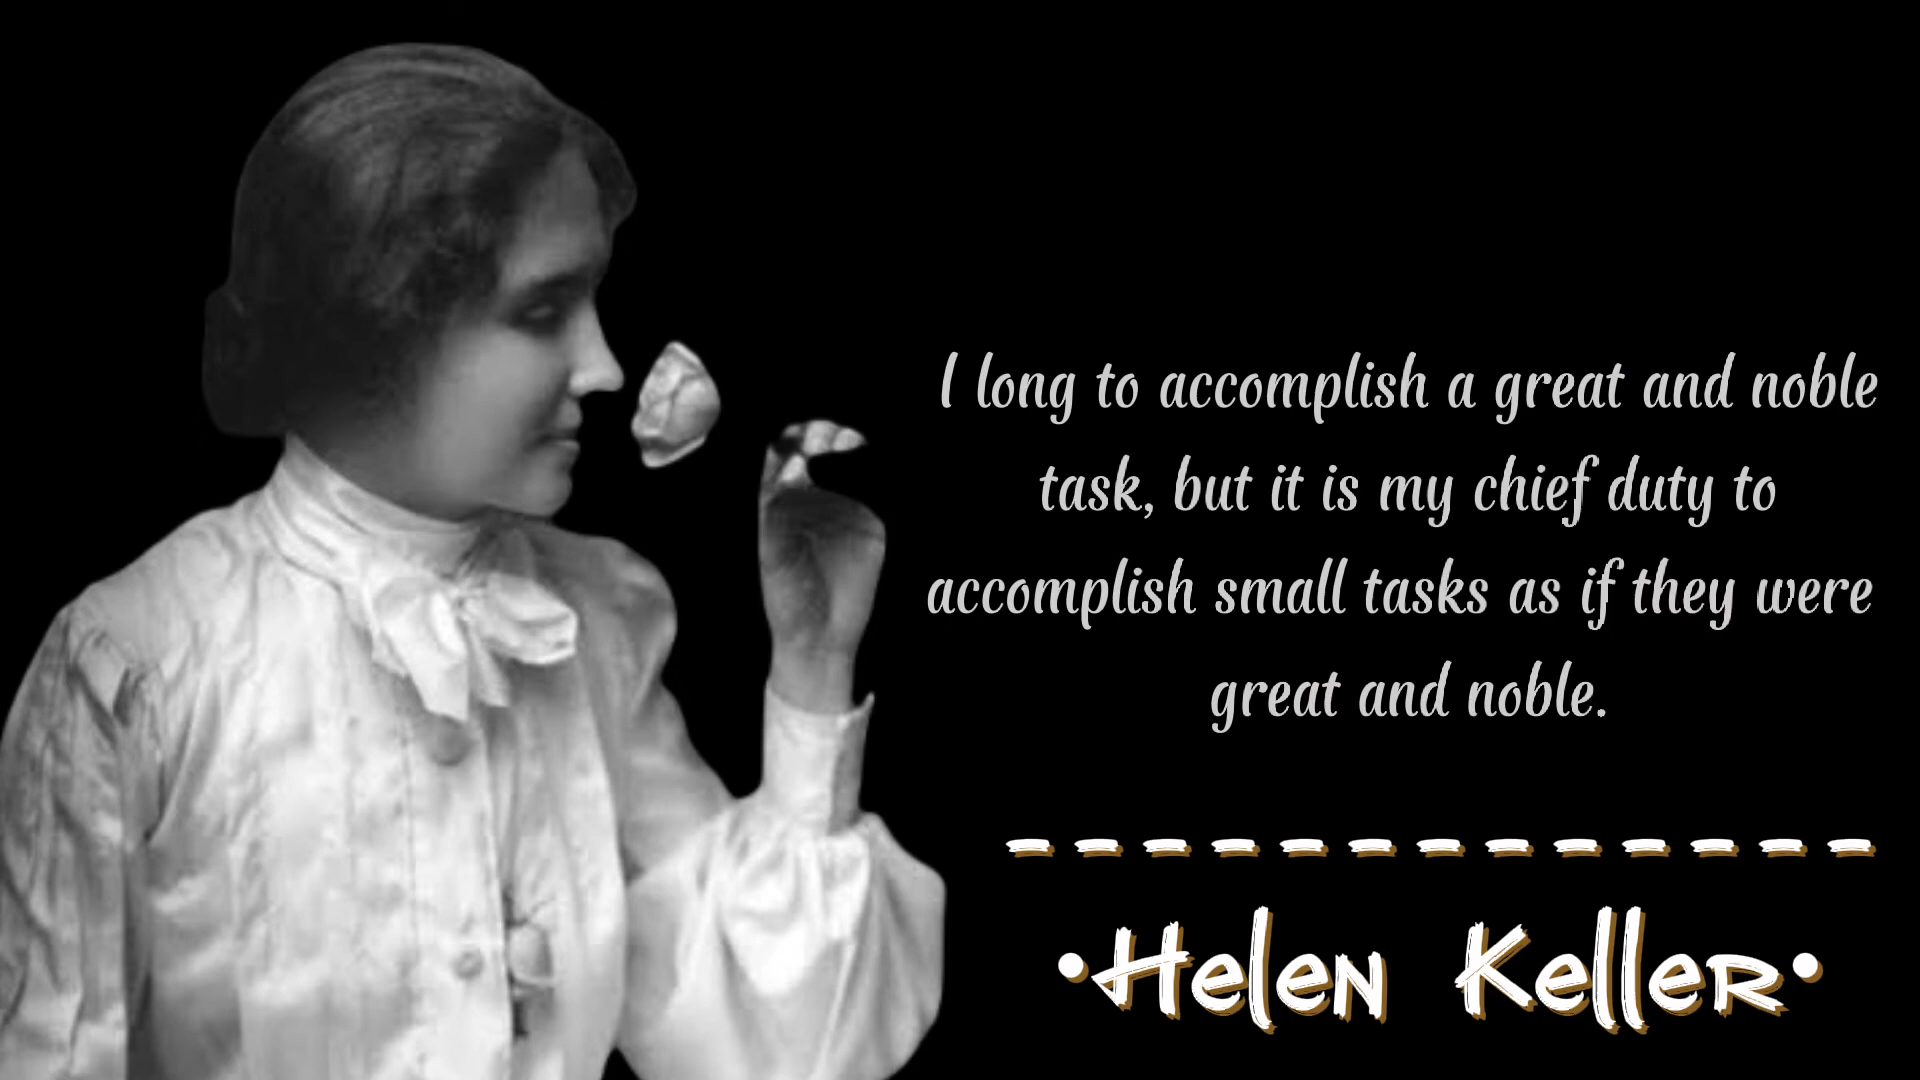 I long to accomplish a great and noble
task, but it is my chief duty to
accomplish small tasks as if they were
great and noble.
•Helen Keller•